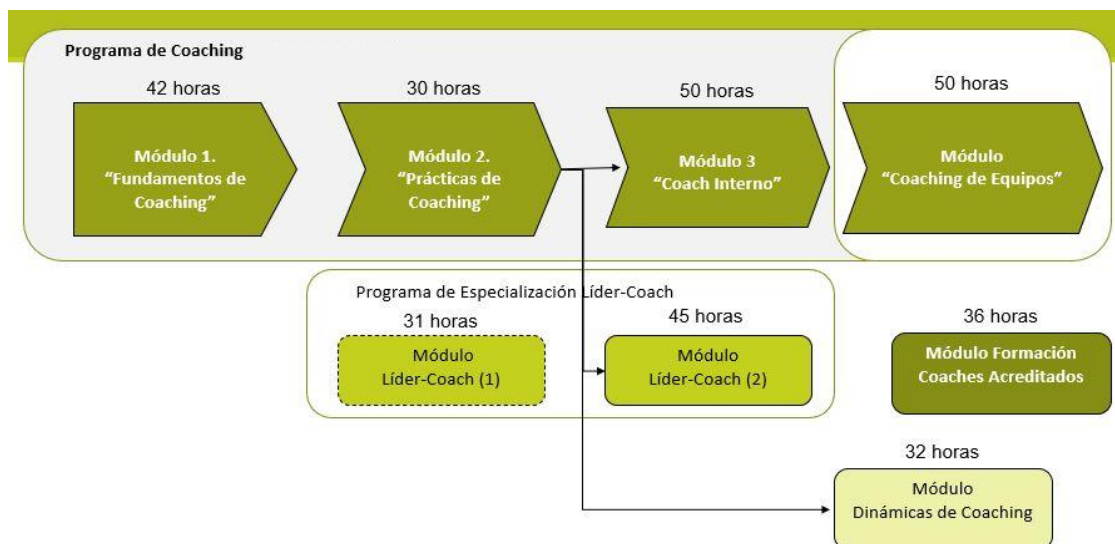 Programa de Coaching
42 horas
30 horas
50 horas
50 horas
Módulo 1.
“Fundamentos de
Coaching”
Módulo 2.
“Prácticas de
Coaching”
Módulo 3
“Coach Interno”
Módulo
“Coaching de Equipos”
Programa de Especialización Líder-Coach
31 horas
45 horas
36 horas
Módulo
Líder-Coach (1)
Módulo
Líder-Coach (2)
Módulo Formación
Coaches Acreditados
32 horas
Módulo
Dinámicas de Coaching